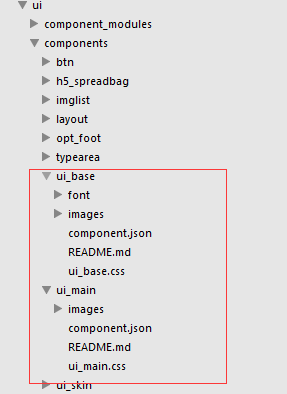 ui
component_modules
components
btn
h5_spreadbag
imglist
layout
opt_foot
typearea
ui_base
font
images
component.json
README.md
ui_base.css
ui_main
images
component.json
README.md
ui_main.css
ui_skin